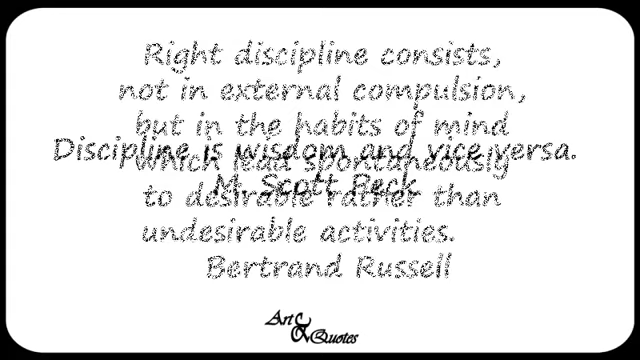 Right discipline consists,
not in external compulsion,
but in the habits of mind
Discipline is wisdom and vice versa.
which lead spontaneously
M. Scott Peck
to desirable rather than
undesirable activities.
Bertrand Russell
Art & Quotes